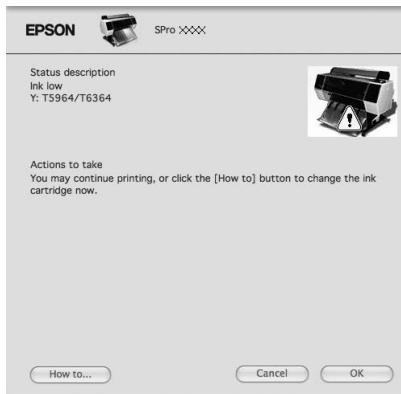 EPSON
SPro XXXX
Status description
Ink low
Y: T5964/T6364
Actions to take
You may continue printing, or click the [How to] button to change the ink
cartridge now.
How to...
Cancel
OK